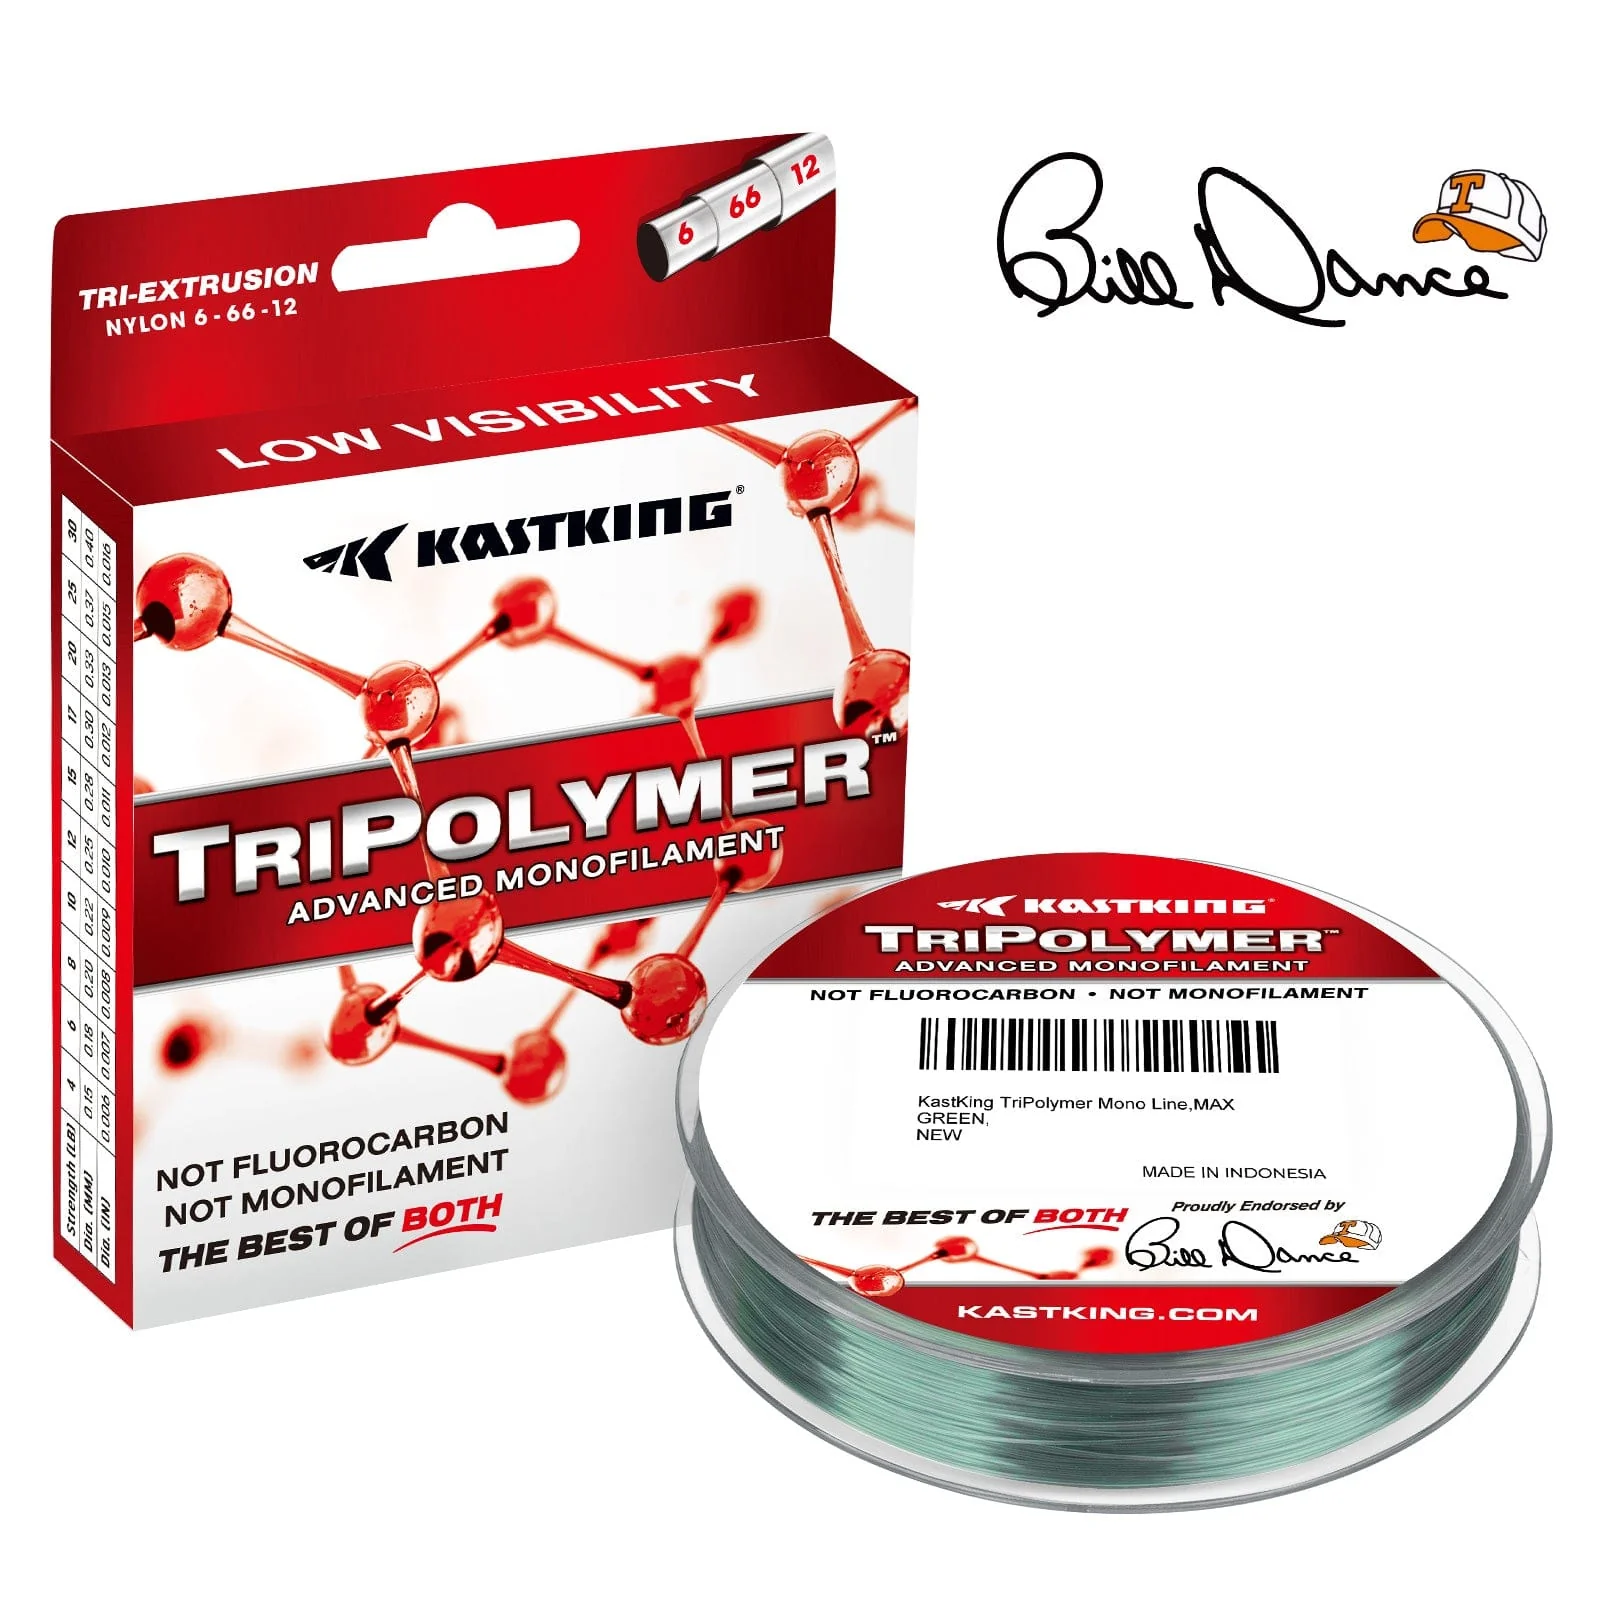 6 66 12
TRI-EXTRUSION
NYLON 6-66-12
LOW VISIBILITY
KASTKING®
TRIPOLYMER™
ADVANCED MONOFILAMENT
NOT FLUOROCARBON
NOT MONOFILAMENT
THE BEST OF BOTH
Strength (LB) 4 6 8 10 12 15 17 20 25 30
Dia. (MM) 0.15 0.18 0.20 0.22 0.25 0.28 0.30 0.33 0.37 0.40
Dia. (IN) 0.006 0.007 0.008 0.009 0.010 0.011 0.012 0.013 0.015 0.016
Bill Dance
T
KASTKING®
TRIPOLYMER™
ADVANCED MONOFILAMENT
NOT FLUOROCARBON • NOT MONOFILAMENT
KastKing TriPolymer Mono Line,MAX
GREEN,
NEW
MADE IN INDONESIA
THE BEST OF BOTH
Proudly Endorsed by
Bill Dance
T
KASTKING.COM